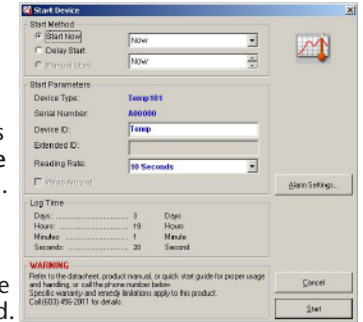 Start Device
Start Method
Start Now
Now
Delay Start
Manual Start
Now
Start Parameters
Device Type: Temp101
Serial Number: A00000
Device ID: Temp
Extended ID:
Reading Rate: 10 Seconds
Wrap Around
Alarm Settings...
Log Time
Days: 3 Days
Hours: 19 Hours
Minutes: 1 Minute
Seconds: 20 Second
WARNING
Refer to the datasheet, product manual, or quick start guide for proper usage
and handling, or call the phone number below.
Specific warranty and remedy limitations apply to this product.
Call (603) 456-2011 for details.
Cancel
Start
s
e
.
e
d.